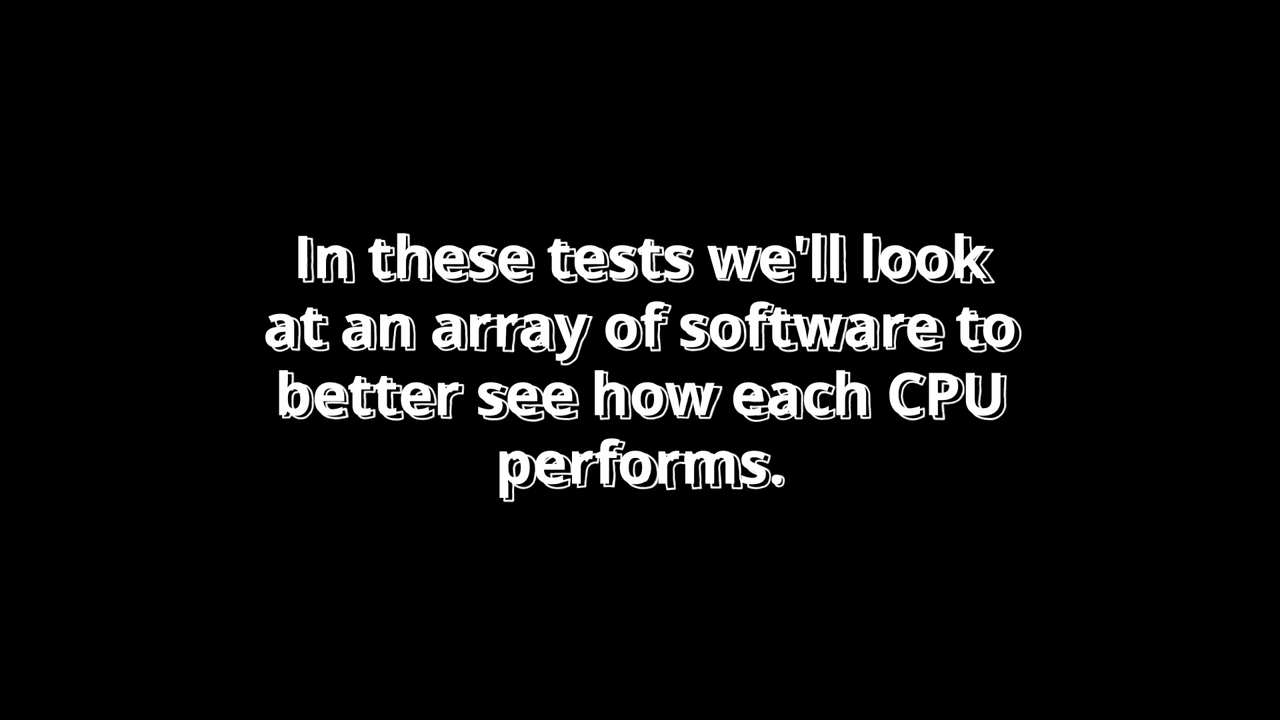 In these tests we'll look
at an array of software to
better see how each CPU
performs.